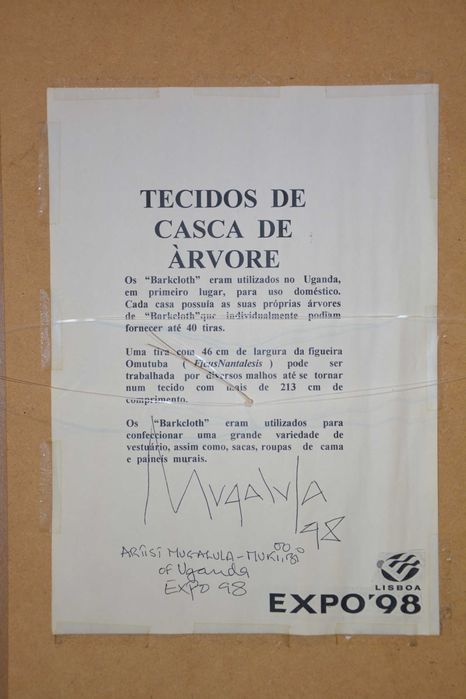 TECIDOS DE
CASCA DE
ÀRVORE
Os "Barkcloth" eram utilizados no Uganda,
em primeiro lugar, para uso doméstico.
Cada casa possuia as suas próprias árvores
de "Barkcloth"que individualmente podiam
fornecer até 40 tiras.
Uma tira com 46 cm de largura da figueira
Omutuba ( FicusNantalesis ) pode ser
trabalhada por diversos malhos até se tornar
num tecido com mais de 213 cm de
comprimento.
Os "Barkcloth" eram utilizados para
confeccionar uma grande variedade de
vestuário, assim como, sacas, roupas de cama
e paineis murais.
Mugalula
98
ARTIST MUGALULA-
of Uganda
EXPO 98
LISBOA
EXPO'98